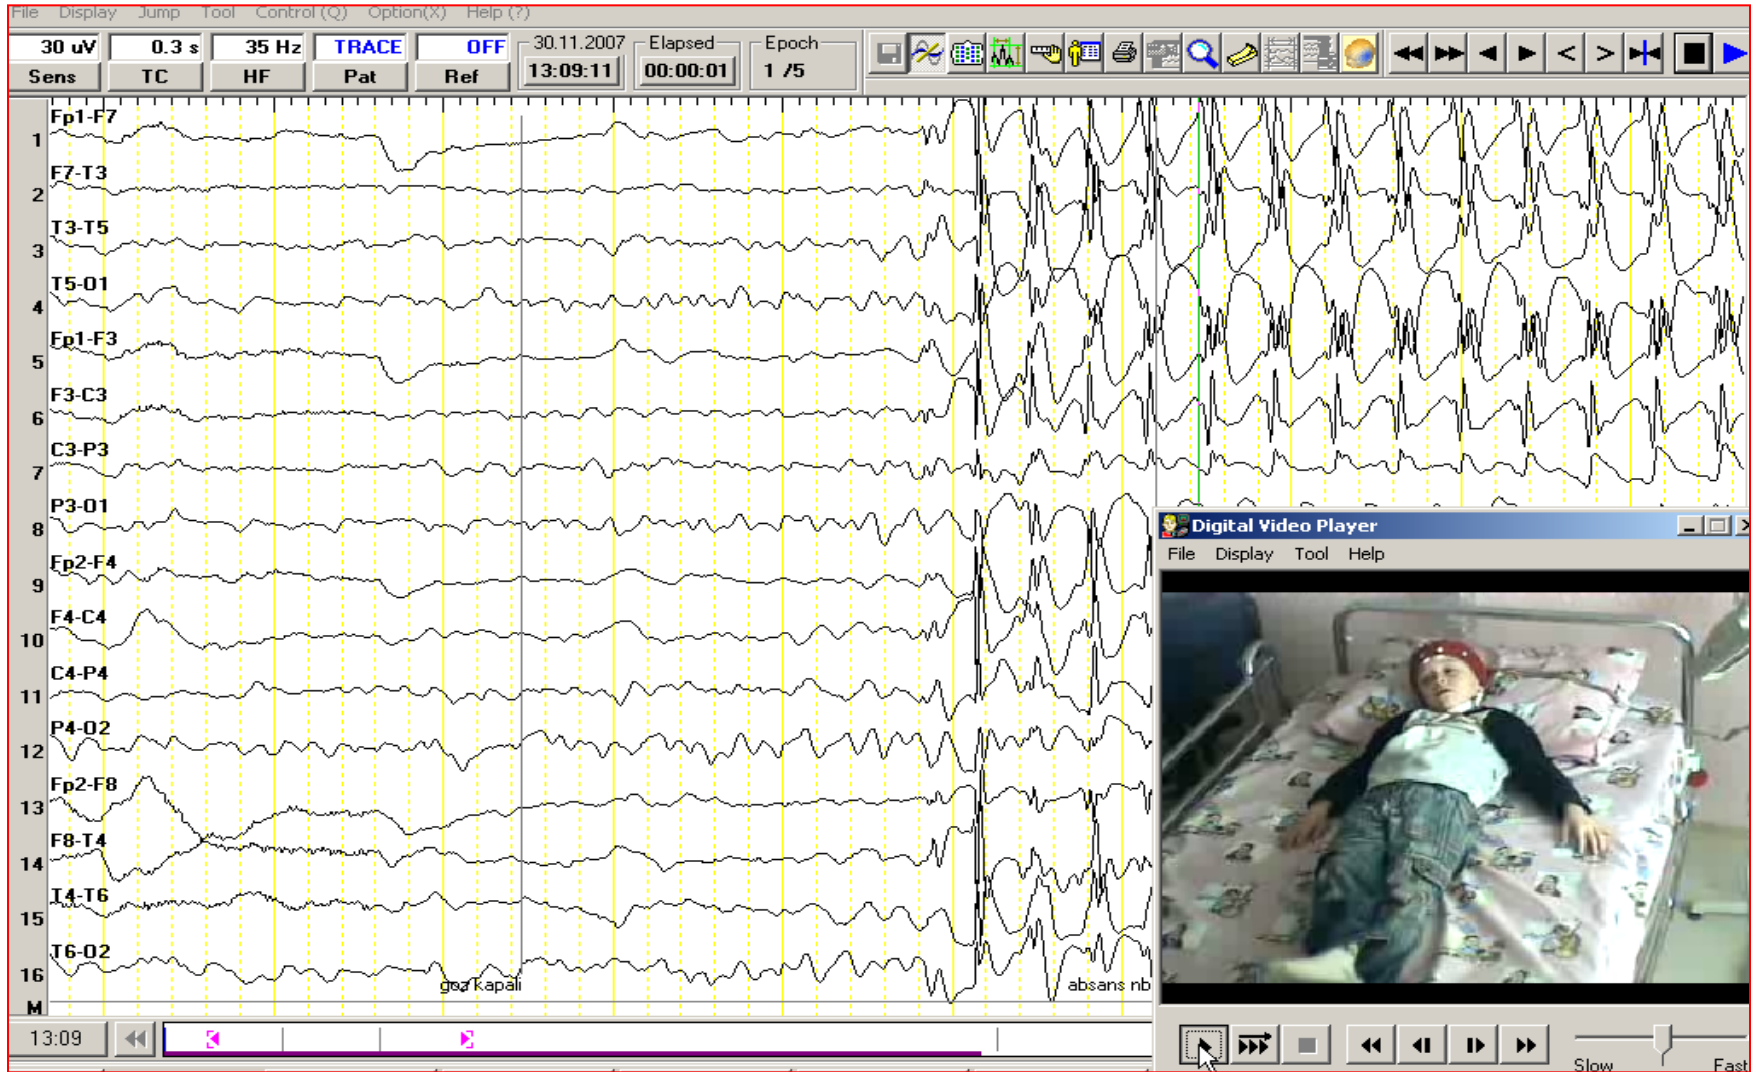 File Display Jump Tool Control (Q) Option(X) Help (?)
30 uV 0.3 s 35 Hz TRACE OFF 30.11.2007 Elapsed Epoch
Sens TC HF Pat Ref 13:09:11 00:00:01 1 /5
Fp1-F7
1
F7-T3
2
T3-T5
3
T5-O1
4
Fp1-F3
5
F3-C3
6
C3-P3
7
P3-O1
8
Digital Video Player
File Display Tool Help
Fp2-F4
9
F4-C4
10
C4-P4
11
P4-O2
12
Fp2-F8
13
F8-T4
14
T4-T6
15
T6-O2
16
goz kapali absans nb
M
13:09
Slow Fast